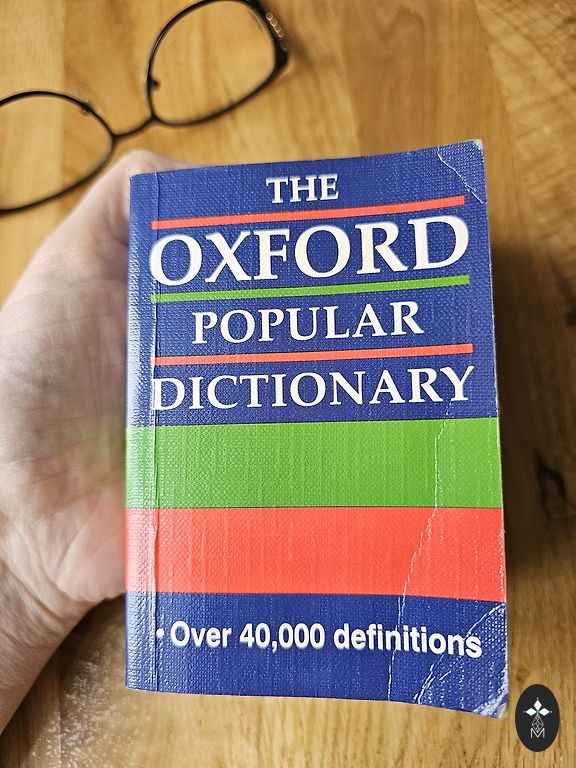 THE
OXFORD
POPULAR
DICTIONARY
• Over 40,000 definitions